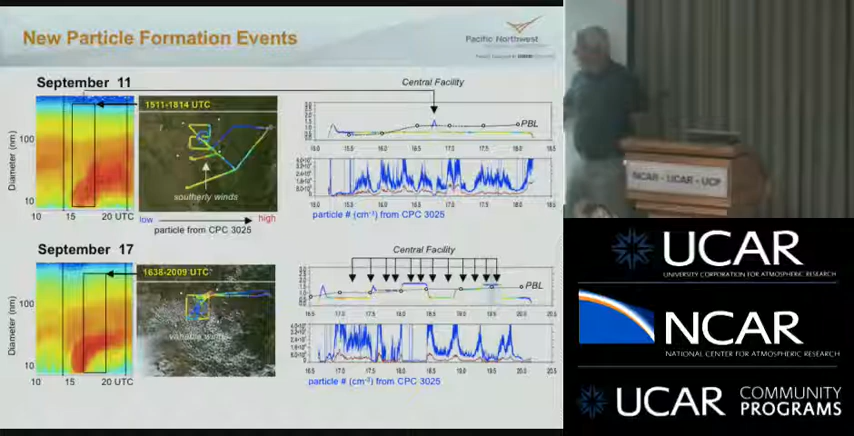 New Particle Formation Events
Pacific Northwest
September 11
Central Facility
1511-1814 UTC
PBL
Diameter (nm)
100
10
southerly winds
15.0 15.5 16.0 16.5 17.0 17.5 18.0 18.5
10 15 20 UTC
low high
particle from CPC 3025
particle # (cm-3) from CPC 3025
September 17
Central Facility
1638-2009 UTC
PBL
Diameter (nm)
100
10
variable winds
16.5 17.0 17.5 18.0 18.5 19.0 19.5 20.0 20.5
10 15 20 UTC
particle # (cm-3) from CPC 3025
NCAR - UCAR - UCP
UCAR
UNIVERSITY CORPORATION FOR ATMOSPHERIC RESEARCH
NCAR
NATIONAL CENTER FOR ATMOSPHERIC RESEARCH
UCAR COMMUNITY
PROGRAMS